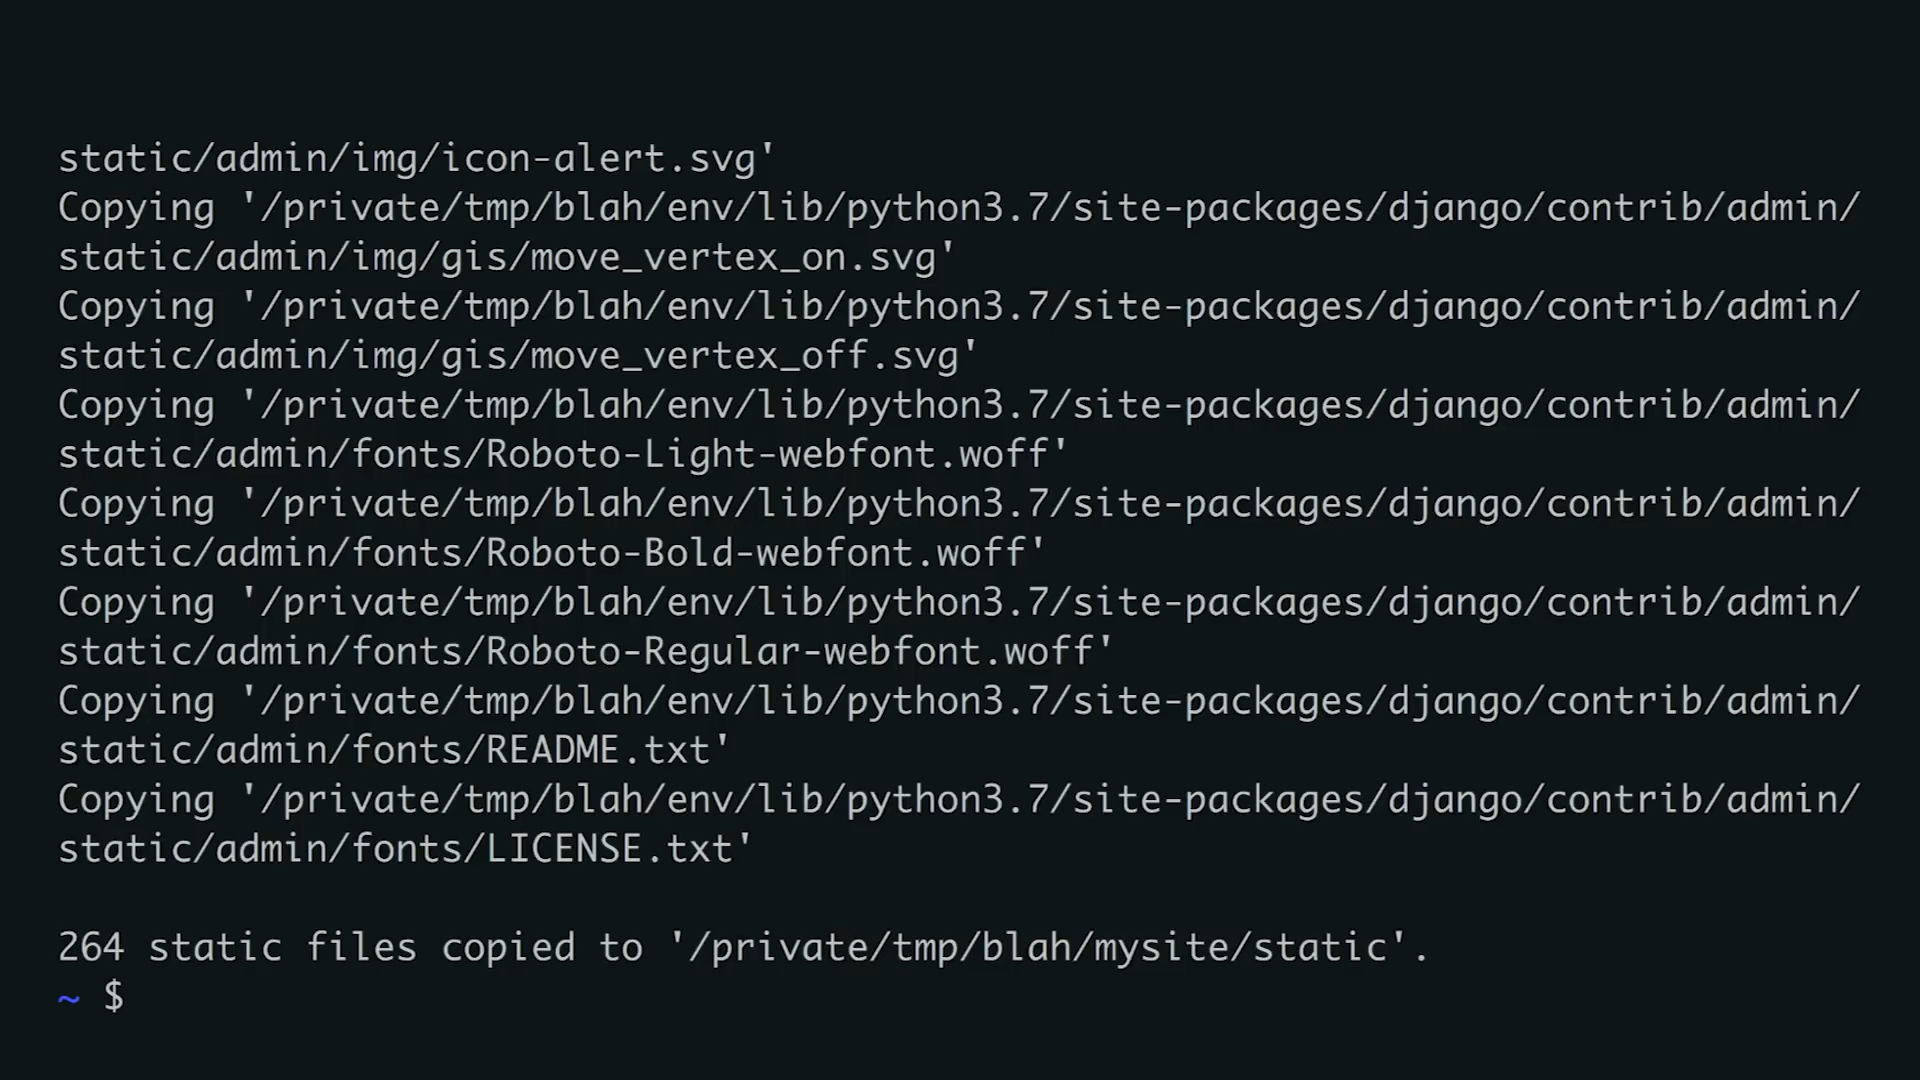 static/admin/img/icon-alert.svg'
Copying '/private/tmp/blah/env/lib/python3.7/site-packages/django/contrib/admin/
static/admin/img/gis/move_vertex_on.svg'
Copying '/private/tmp/blah/env/lib/python3.7/site-packages/django/contrib/admin/
static/admin/img/gis/move_vertex_off.svg'
Copying '/private/tmp/blah/env/lib/python3.7/site-packages/django/contrib/admin/
static/admin/fonts/Roboto-Light-webfont.woff'
Copying '/private/tmp/blah/env/lib/python3.7/site-packages/django/contrib/admin/
static/admin/fonts/Roboto-Bold-webfont.woff'
Copying '/private/tmp/blah/env/lib/python3.7/site-packages/django/contrib/admin/
static/admin/fonts/Roboto-Regular-webfont.woff'
Copying '/private/tmp/blah/env/lib/python3.7/site-packages/django/contrib/admin/
static/admin/fonts/README.txt'
Copying '/private/tmp/blah/env/lib/python3.7/site-packages/django/contrib/admin/
static/admin/fonts/LICENSE.txt'
264 static files copied to '/private/tmp/blah/mysite/static'.
~ $